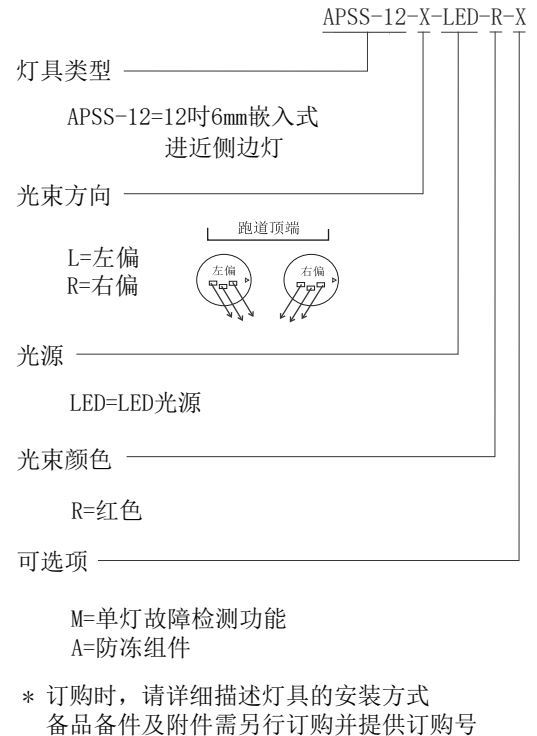 APSS-12-X-LED-R-X
灯具类型
APSS-12=12吋6mm嵌入式
进近侧边灯
光束方向
跑道顶端
L=左偏
R=右偏
左偏
右偏
光源
LED=LED光源
光束颜色
R=红色
可选项
M=单灯故障检测功能
A=防冻组件
* 订购时，请详细描述灯具的安装方式
备品备件及附件需另行订购并提供订购号